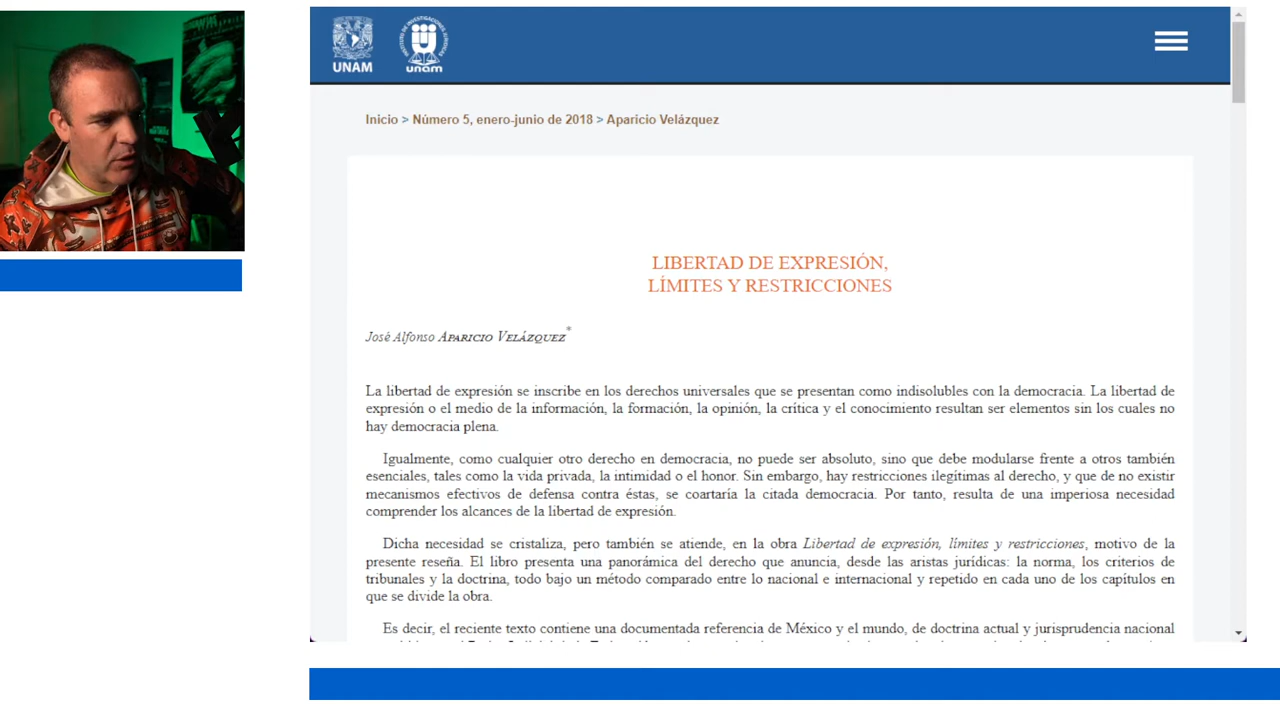 UNAM
INSTITUTO DE INVESTIGACIONES JURÍDICAS
unam
Inicio > Número 5, enero-junio de 2018 > Aparicio Velázquez
LIBERTAD DE EXPRESIÓN,
LÍMITES Y RESTRICCIONES
José Alfonso APARICIO VELÁZQUEZ*
La libertad de expresión se inscribe en los derechos universales que se presentan como indisolubles con la democracia. La libertad de
expresión o el medio de la información, la formación, la opinión, la crítica y el conocimiento resultan ser elementos sin los cuales no
hay democracia plena.
Igualmente, como cualquier otro derecho en democracia, no puede ser absoluto, sino que debe modularse frente a otros también
esenciales, tales como la vida privada, la intimidad o el honor. Sin embargo, hay restricciones ilegítimas al derecho, y que de no existir
mecanismos efectivos de defensa contra éstas, se coartaría la citada democracia. Por tanto, resulta de una imperiosa necesidad
comprender los alcances de la libertad de expresión.
Dicha necesidad se cristaliza, pero también se atiende, en la obra Libertad de expresión, límites y restricciones, motivo de la
presente reseña. El libro presenta una panorámica del derecho que anuncia, desde las aristas jurídicas: la norma, los criterios de
tribunales y la doctrina, todo bajo un método comparado entre lo nacional e internacional y repetido en cada uno de los capítulos en
que se divide la obra.
Es decir, el reciente texto contiene una documentada referencia de México y el mundo, de doctrina actual y jurisprudencia nacional